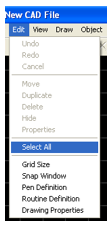 New CAD File
Edit View Draw Object
Undo
Redo
Cancel
Move
Duplicate
Delete
Hide
Properties
Select All
Grid Size
Snap Window
Pen Definition
Routine Definition
Drawing Properties